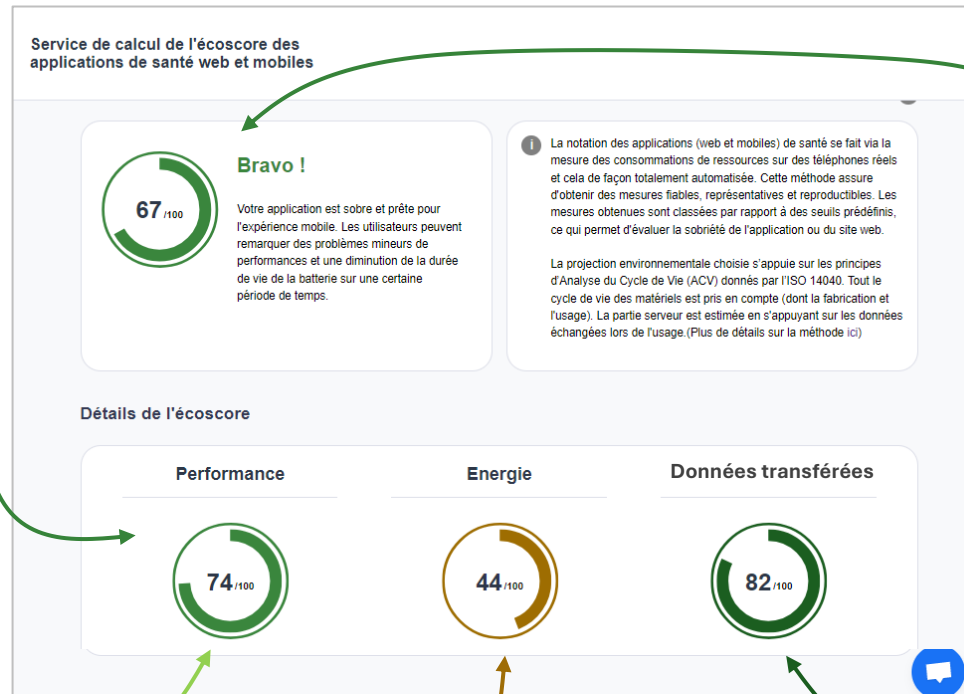 Service de calcul de l'écoscore des
applications de santé web et mobiles
67 /100
Bravo !
Votre application est sobre et prête pour
l'expérience mobile. Les utilisateurs peuvent
remarquer des problèmes mineurs de
performances et une diminution de la durée
de vie de la batterie sur une certaine
période de temps.
i
La notation des applications (web et mobiles) de santé se fait via la
mesure des consommations de ressources sur des téléphones réels
et cela de façon totalement automatisée. Cette méthode assure
d'obtenir des mesures fiables, représentatives et reproductibles. Les
mesures obtenues sont classées par rapport à des seuils prédéfinis,
ce qui permet d'évaluer la sobriété de l'application ou du site web.
La projection environnementale choisie s'appuie sur les principes
d'Analyse du Cycle de Vie (ACV) donnés par l'ISO 14040. Tout le
cycle de vie des matériels est pris en compte (dont la fabrication et
l'usage). La partie serveur est estimée en s'appuyant sur les données
échangées lors de l'usage.(Plus de détails sur la méthode ici)
Détails de l'écoscore
Performance
Energie
Données transférées
74 /100
44 /100
82 /100